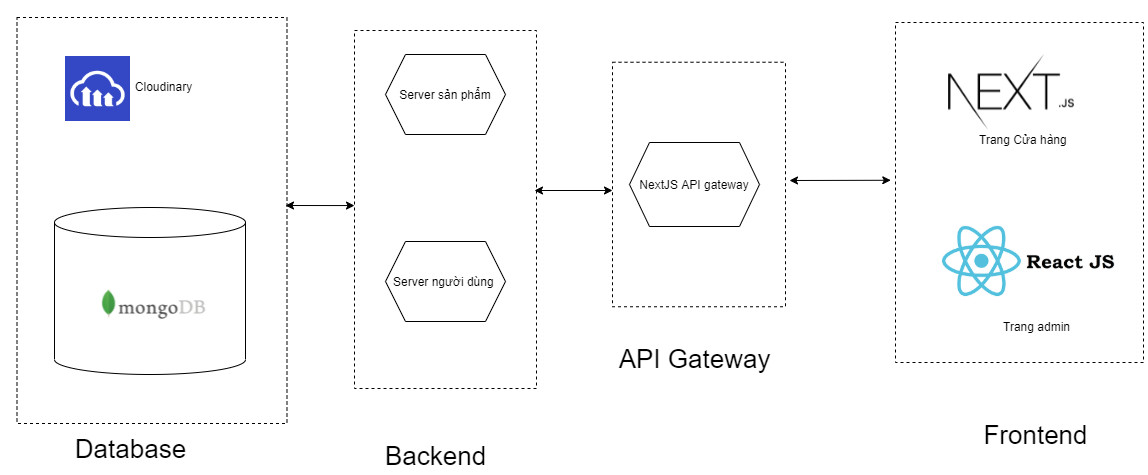 Cloudinary
mongoDB
Database
Server sản phẩm
Server người dùng
Backend
NextJS API gateway
API Gateway
NEXT.JS
Trang Cửa hàng
React JS
Trang admin
Frontend